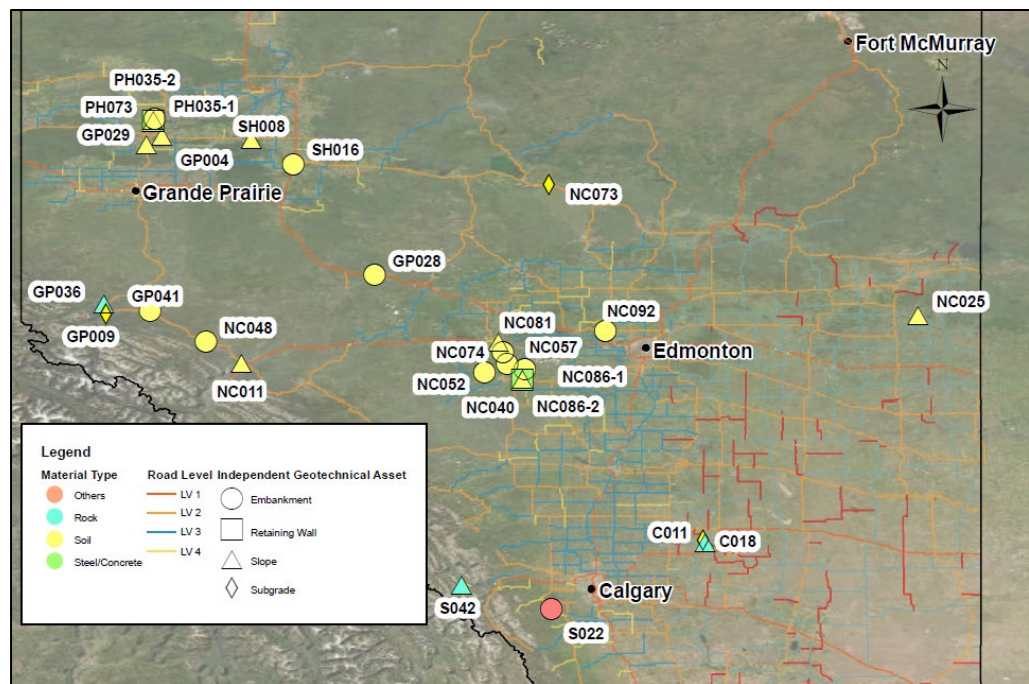 Fort McMurray
N
PH035-2
PH073
PH035-1
GP029
SH008
GP004
SH016
Grande Prairie
NC073
GP028
GP036
GP041
NC025
GP009
NC048
NC081
NC092
NC074
NC057
Edmonton
NC011
NC052
NC086-1
NC040
NC086-2
Legend
Material Type
Others
Rock
Soil
Steel/Concrete
Road Level
LV 1
LV 2
LV 3
LV 4
Independent Geotechnical Asset
Embankment
Retaining Wall
Slope
Subgrade
C011
C018
S042
Calgary
S022